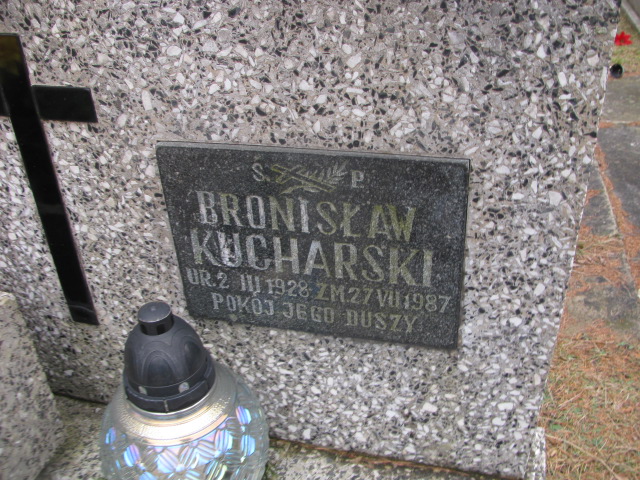 Ś P
BRONISŁAW
KUCHARSKI
UR. 2 III 1928 ZM. 27 VII 1987
POKÓJ JEGO DUSZY